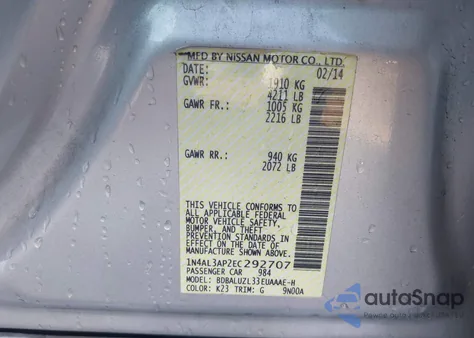 MFD BY NISSAN MOTOR CO., LTD.
DATE: 02/14
GVWR: 1910 KG
4211 LB
GAWR FR.: 1005 KG
2216 LB
GAWR RR.: 940 KG
2072 LB
THIS VEHICLE CONFORMS TO
ALL APPLICABLE FEDERAL
MOTOR VEHICLE SAFETY,
BUMPER, AND THEFT
PREVENTION STANDARDS IN
EFFECT ON THE DATE OF
MANUFACTURE SHOWN ABOVE.
1N4AL3AP2EC292707
PASSENGER CAR 984
MODEL: BDBALUZL33EUAAAE-H
COLOR: K23 TRIM: G 9N00A
autoSnap